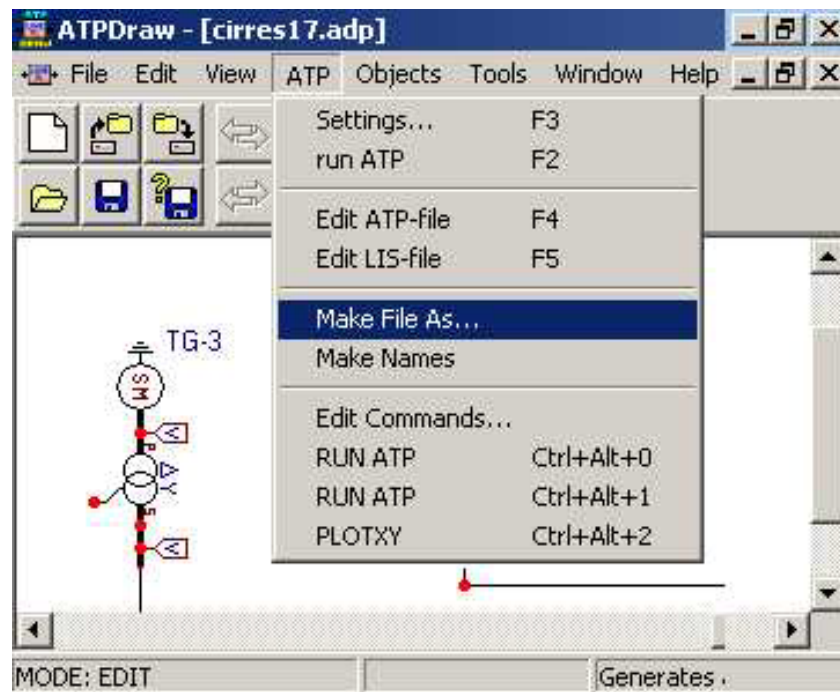 ATPDraw - [cirres17.adp]
File Edit View ATP Objects Tools Window Help
Settings... F3
run ATP F2
Edit ATP-file F4
Edit LIS-file F5
Make File As...
Make Names
Edit Commands...
RUN ATP Ctrl+Alt+0
RUN ATP Ctrl+Alt+1
PLOTXY Ctrl+Alt+2
TG-3
SM
V
P
Y
S
V
MODE: EDIT Generates